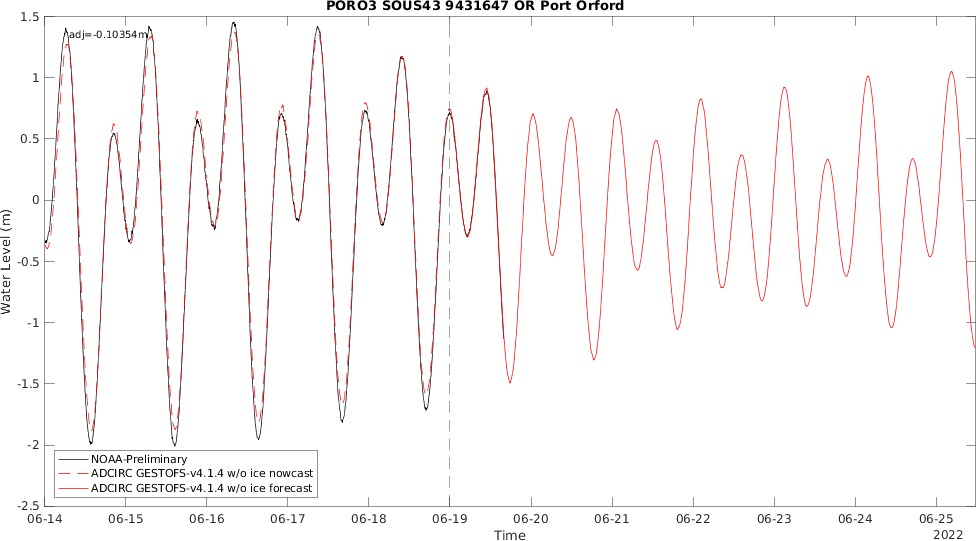 PORO3 SOUS43 9431647 OR Port Orford
adj=-0.10354m
1.5
1
0.5
0
-0.5
-1
-1.5
-2
-2.5
Water Level (m)
NOAA-Preliminary
ADCIRC GESTOFS-v4.1.4 w/o ice nowcast
ADCIRC GESTOFS-v4.1.4 w/o ice forecast
06-14 06-15 06-16 06-17 06-18 06-19 06-20 06-21 06-22 06-23 06-24 06-25
Time
2022